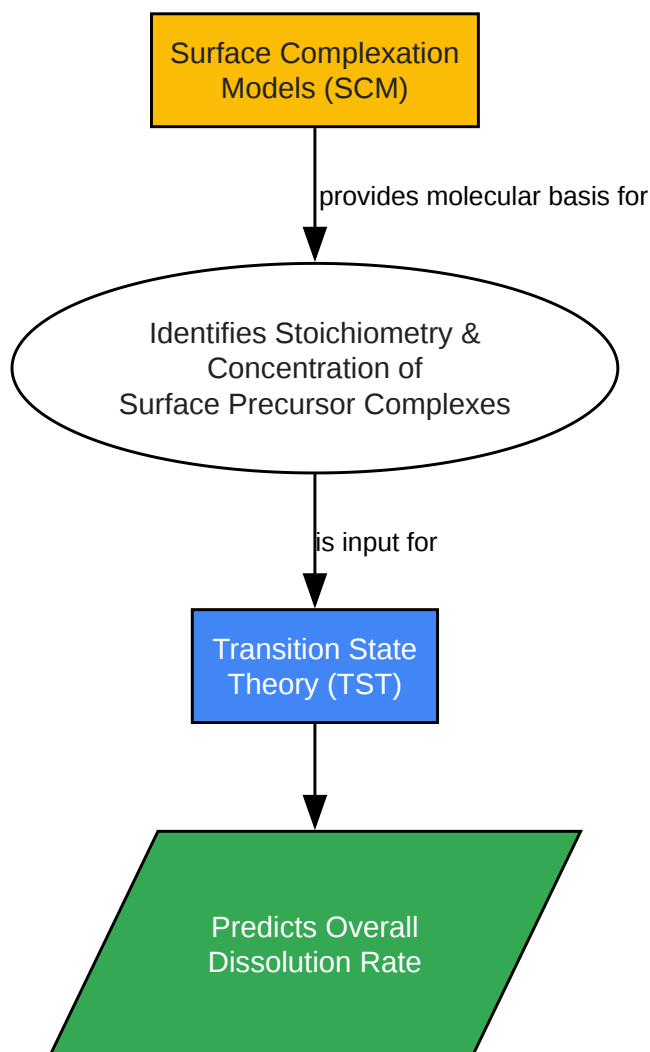 Surface Complexation
Models (SCM)
provides molecular basis for
Identifies Stoichiometry &
Concentration of
Surface Precursor Complexes
is input for
Transition State
Theory (TST)
Predicts Overall
Dissolution Rate